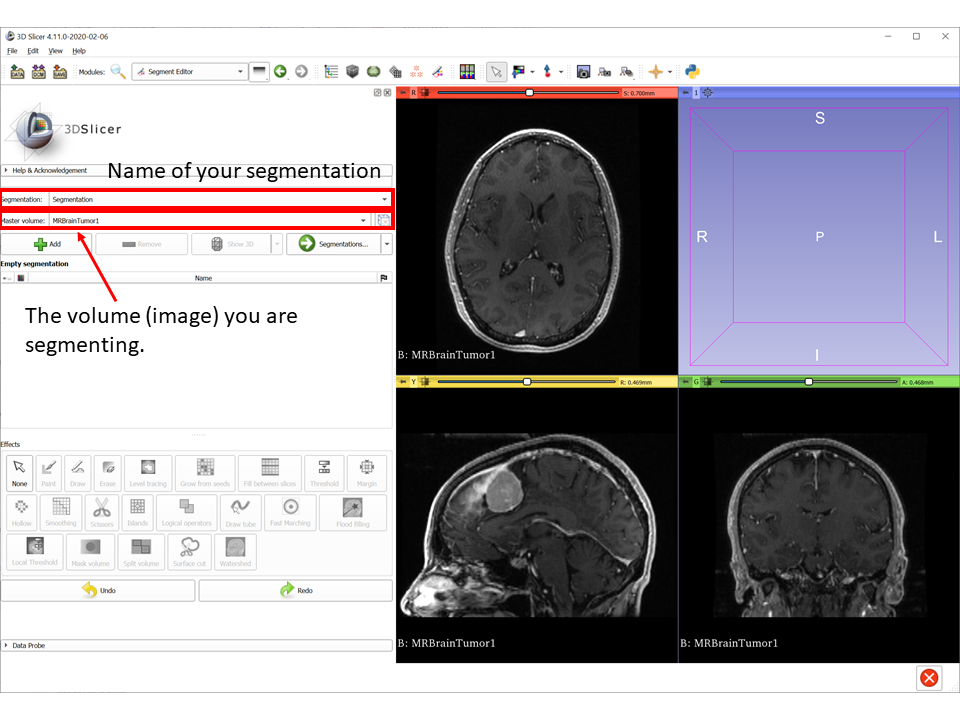 3D Slicer 4.11.0-2020-02-06
File Edit View Help
DATA DCM SAVE Modules: Segment Editor
3DSlicer
Help & Acknowledgement
Name of your segmentation
Segmentation: Segmentation
Master volume: MRBrainTumor1
Add Remove Show 3D Segmentations...
Empty segmentation
Name
The volume (image) you are
segmenting.
Effects
None Paint Draw Erase Level tracing Grow from seeds Fill between slices Threshold Margin
Hollow Smoothing Scissors Islands Logical operators Draw tube Fast Marching Flood filling
Local Threshold Mask volume Split volume Surface cut Watershed
Undo Redo
Data Probe
R S: 0.700mm
B: MRBrainTumor1
1
S
R P L
I
Y R: 0.469mm
B: MRBrainTumor1
G A: 0.468mm
B: MRBrainTumor1